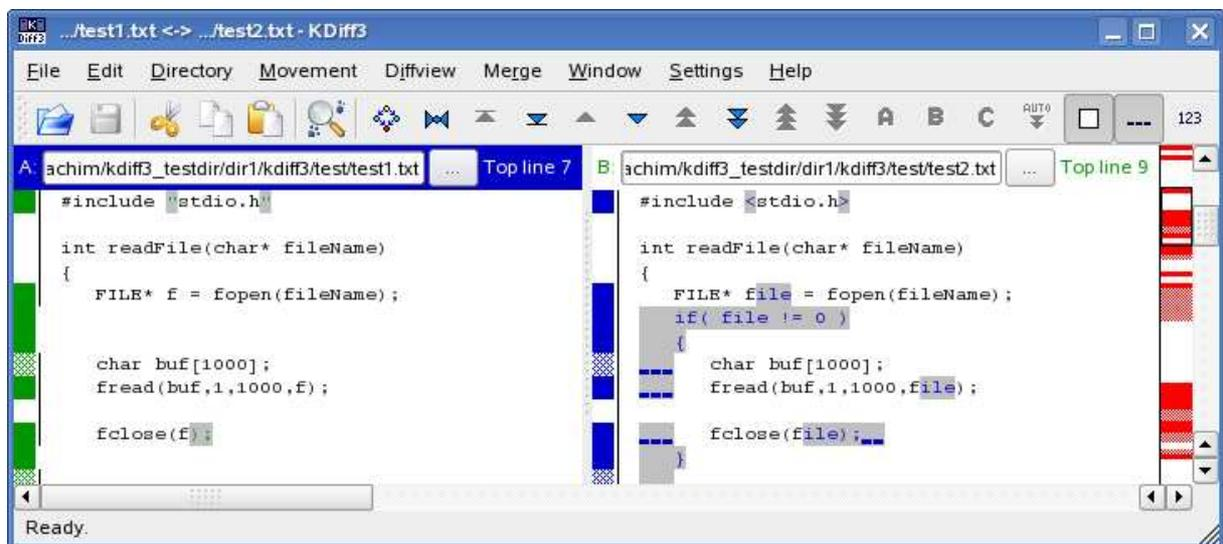 KDiff3
.../test1.txt <-> .../test2.txt - KDiff3
File Edit Directory Movement Diffview Merge Window Settings Help
A B C AUTO 123
A: achim/kdiff3_testdir/dir1/kdiff3/test/test1.txt ... Top line 7
#include "stdio.h"
int readFile(char* fileName)
{
FILE* f = fopen(fileName);
char buf[1000];
fread(buf,1,1000,f);
fclose(f);
B: achim/kdiff3_testdir/dir1/kdiff3/test/test2.txt ... Top line 9
#include <stdio.h>
int readFile(char* fileName)
{
FILE* file = fopen(fileName);
if( file != 0 )
{
char buf[1000];
fread(buf,1,1000,file);
fclose(file);
}
Ready.